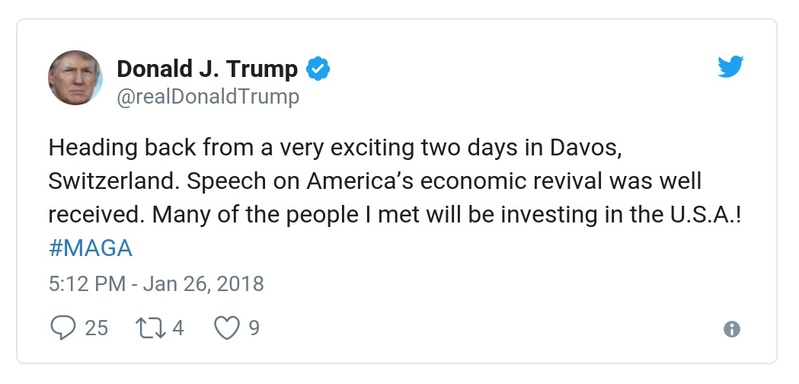 Donald J. Trump
@realDonaldTrump
Heading back from a very exciting two days in Davos,
Switzerland. Speech on America’s economic revival was well
received. Many of the people I met will be investing in the U.S.A.!
#MAGA
5:12 PM - Jan 26, 2018
25 4 9